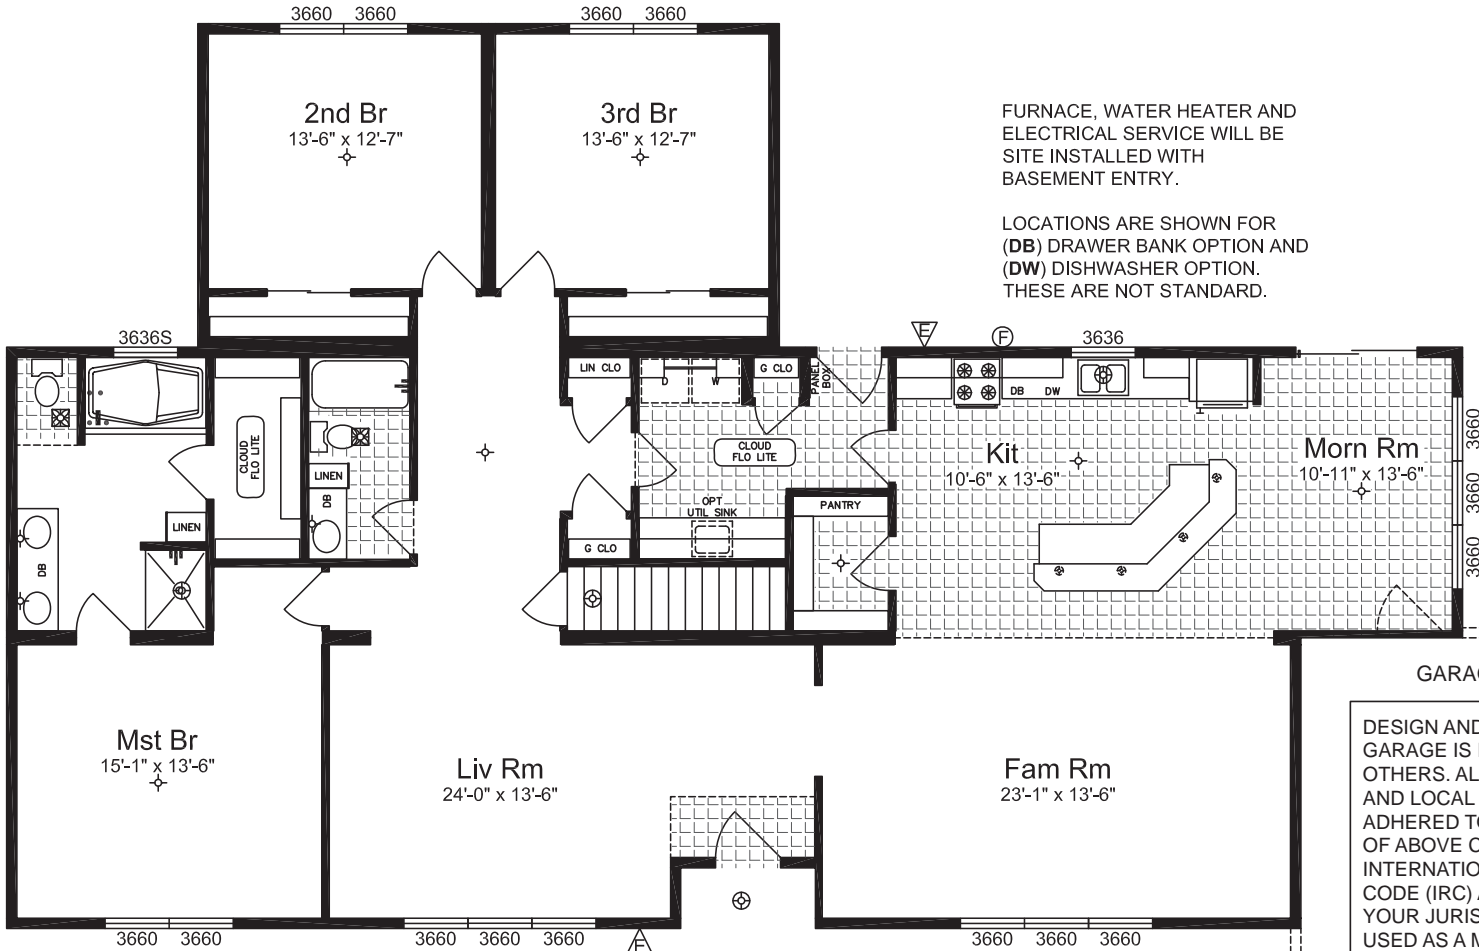 3660 3660
3660 3660
2nd Br
13'-6" x 12'-7"
3rd Br
13'-6" x 12'-7"
FURNACE, WATER HEATER AND
ELECTRICAL SERVICE WILL BE
SITE INSTALLED WITH
BASEMENT ENTRY.
LOCATIONS ARE SHOWN FOR
(DB) DRAWER BANK OPTION AND
(DW) DISHWASHER OPTION.
THESE ARE NOT STANDARD.
3636S
F
F
3636
LIN CLO
D W
G CLO
PANEL
BOX
DB DW
CLOUD
FLO LITE
LINEN
DB
CLOUD
FLO LITE
Kit
10'-6" x 13'-6"
Morn Rm
10'-11" x 13'-6"
3660
3660
3660
LINEN
DB
OPT
UTIL SINK
PANTRY
G CLO
Mst Br
15'-1" x 13'-6"
Liv Rm
24'-0" x 13'-6"
Fam Rm
23'-1" x 13'-6"
GARAG
DESIGN AND
GARAGE IS
OTHERS. AL
AND LOCAL
ADHERED TO
OF ABOVE
INTERNATIO
CODE (IRC)
YOUR JURIS
USED AS A M
3660 3660
3660 3660 3660
F
3660 3660 3660